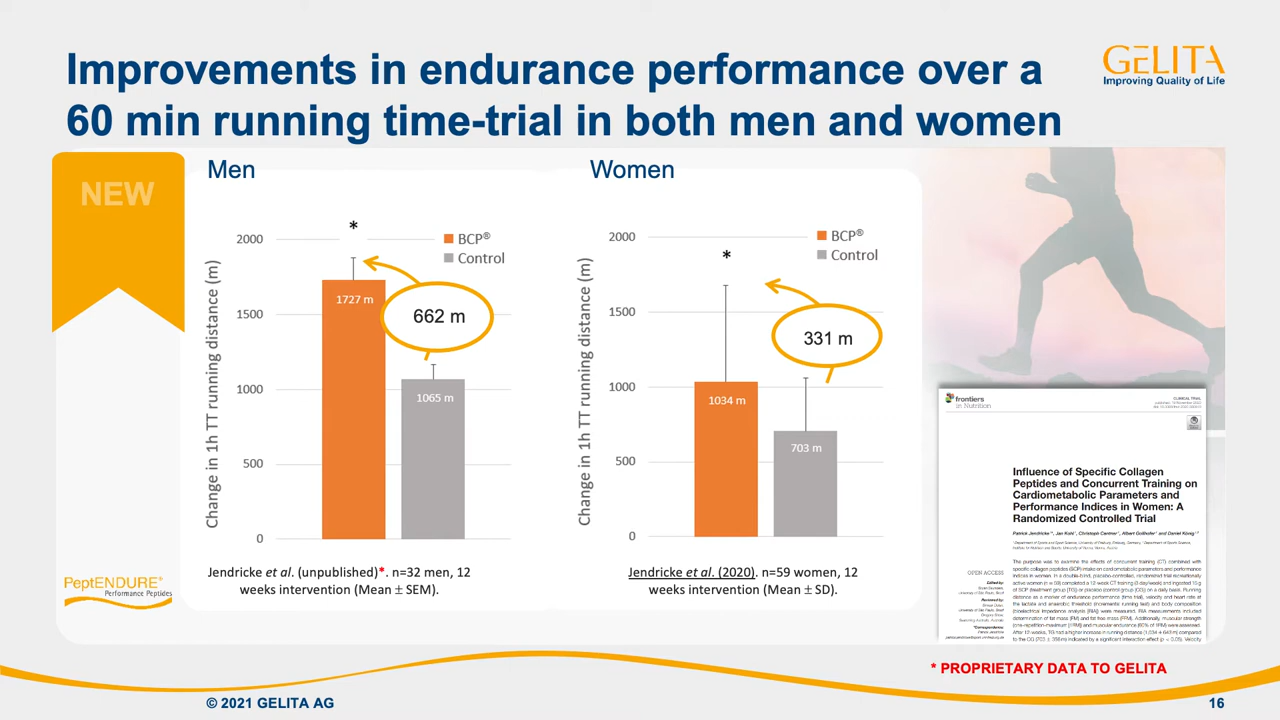 Improvements in endurance performance over a
60 min running time-trial in both men and women
GELITA
Improving Quality of Life
NEW
Men
Change in 1h TT running distance (m)
2000
1500
1000
500
0
*
BCP®
Control
1727 m
662 m
1065 m
Jendricke et al. (unpublished)*. n=32 men, 12
weeks intervention (Mean ± SEM).
Women
Change in 1h TT running distance (m)
2000
1500
1000
500
0
*
BCP®
Control
1034 m
331 m
703 m
Jendricke et al. (2020). n=59 women, 12
weeks intervention (Mean ± SD).
PeptENDURE®
Performance Peptides
frontiers
in Nutrition
CLINICAL TRIAL
Influence of Specific Collagen
Peptides and Concurrent Training on
Cardiometabolic Parameters and
Performance Indices in Women: A
Randomized Controlled Trial
OPEN ACCESS
* PROPRIETARY DATA TO GELITA
© 2021 GELITA AG
16